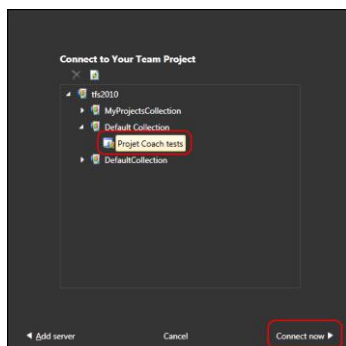 Connect to Your Team Project
tfs2010
MyProjectsCollection
Default Collection
Projet Coach tests
DefaultCollection
Add server Cancel Connect now